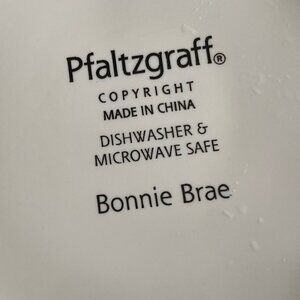 Pfaltzgraff®
COPYRIGHT
MADE IN CHINA
DISHWASHER &
MICROWAVE SAFE
Bonnie Brae